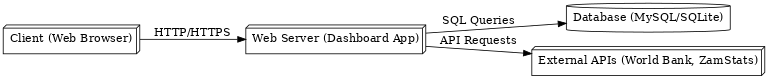 Client (Web Browser)
HTTP/HTTPS
Web Server (Dashboard App)
SQL Queries
API Requests
Database (MySQL/SQLite)
External APIs (World Bank, ZamStats)